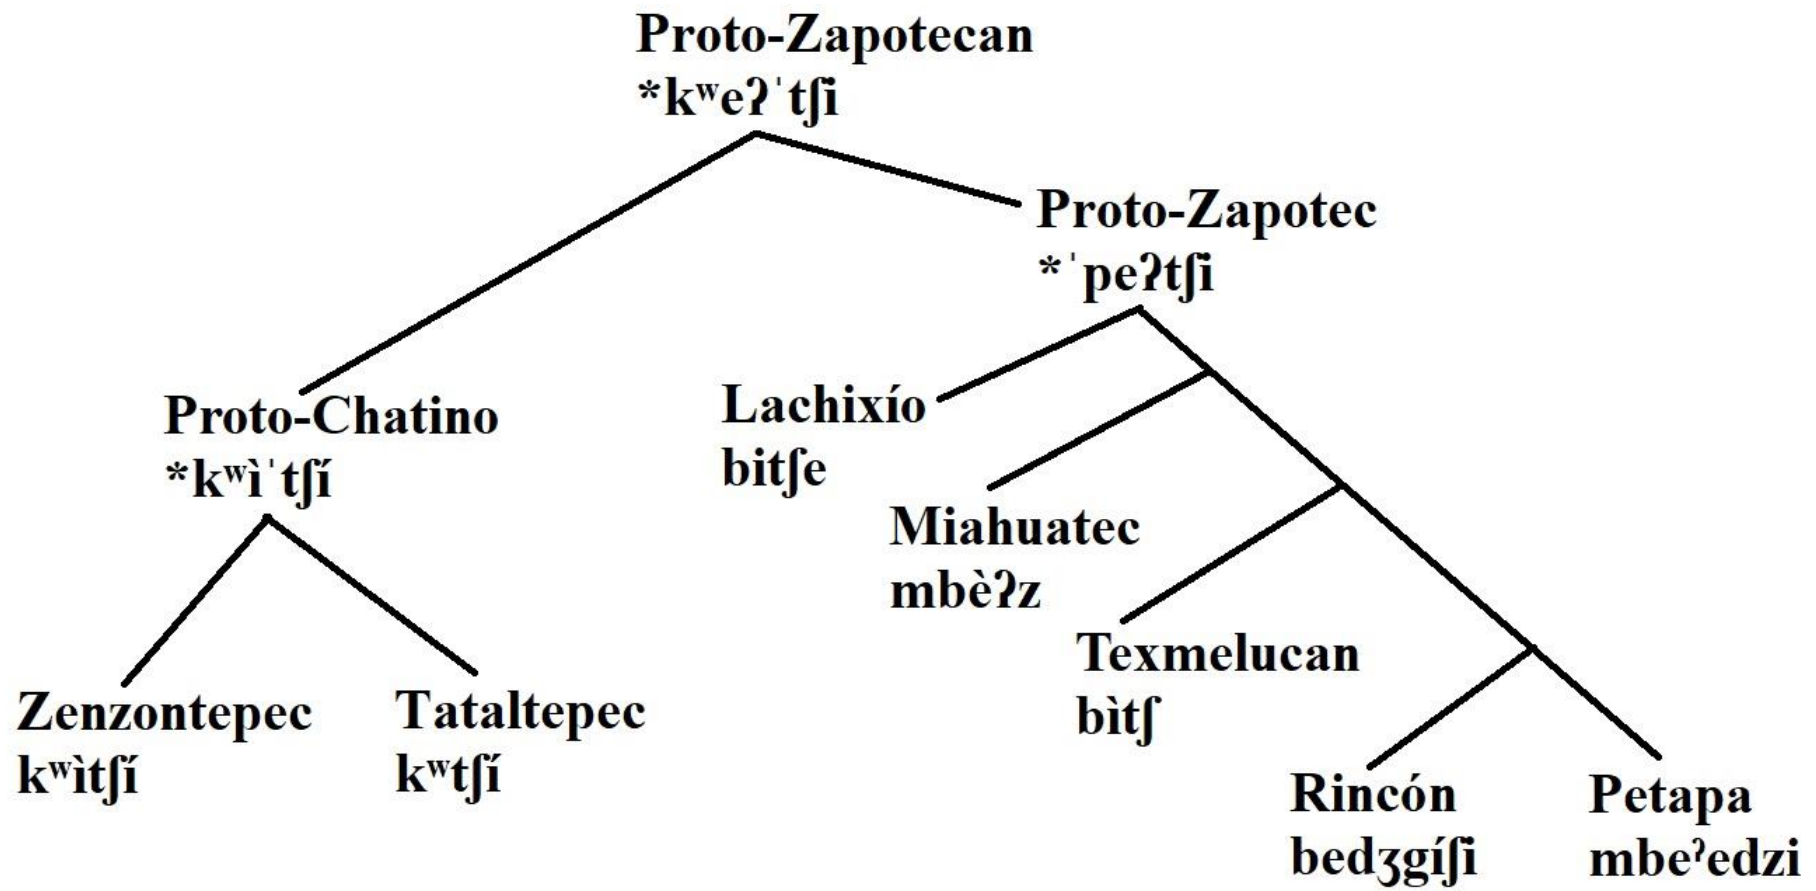 Proto-Zapotecan
*kʷeʔˈtʃi
Proto-Zapotec
*ˈpeʔtʃi
Proto-Chatino
*kʷìˈtʃí
Lachixío
bitʃe
Miahuatec
mbèʔz
Texmelucan
bìtʃ
Zenzontepec
kʷìtʃí
Tataltepec
kʷtʃí
Rincón
bedʒgíʃi
Petapa
mbeˀedzi